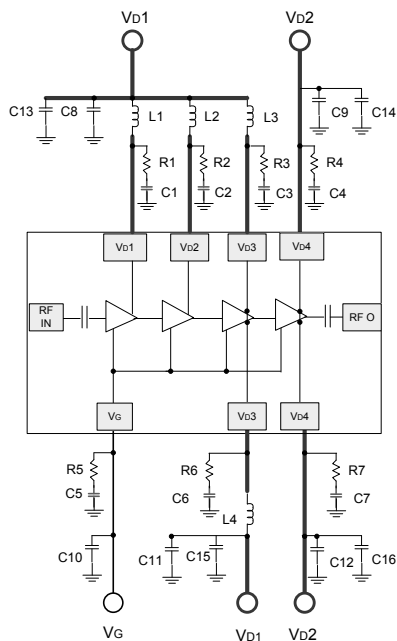 VD1 VD2
C13 C8 L1 L2 L3 C9 C14
R1 R2 R3 R4
C1 C2 C3 C4
VD1 VD2 VD3 VD4
RF
IN
RF O
VG VD3 VD4
R5 R6 R7
C5 C6 C7
L4
C10 C11 C15 C12 C16
VG VD1 VD2